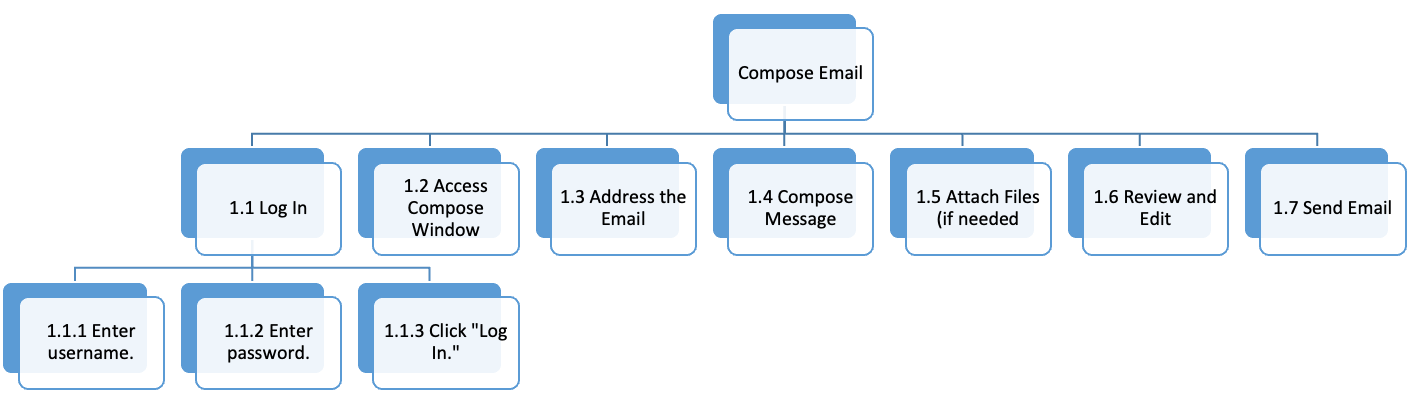 Compose Email
1.1 Log In
1.2 Access
Compose
Window
1.3 Address the
Email
1.4 Compose
Message
1.5 Attach Files
(if needed
1.6 Review and
Edit
1.7 Send Email
1.1.1 Enter
username.
1.1.2 Enter
password.
1.1.3 Click "Log
In."